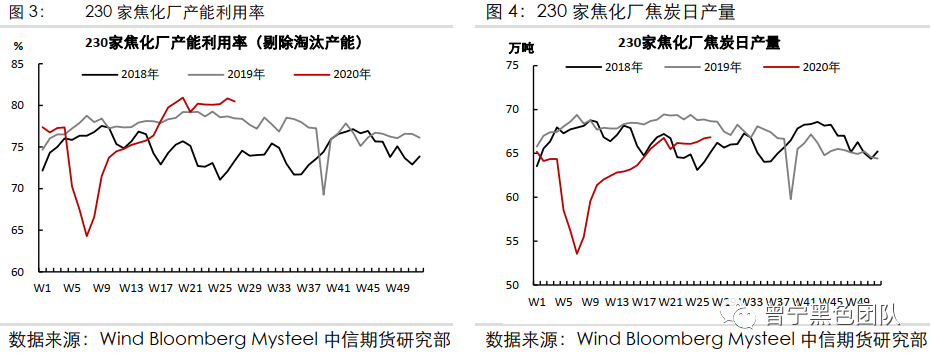 图 3： 230 家焦化厂产能利用率
230家焦化厂产能利用率（剔除淘汰产能）
%
2018年 2019年 2020年
85
80
75
70
65
60
W1 W5 W9 W13 W17 W21 W25 W29 W33 W37 W41 W45 W49
数据来源：Wind Bloomberg Mysteel 中信期货研究部
图 4：230 家焦化厂焦炭日产量
230家焦化厂焦炭日产量
万吨
2018年 2019年 2020年
75
70
65
60
55
50
W1 W5 W9 W13 W17 W21 W25 W29 W33 W37 W41 W45 W49
曾宁黑色团队
数据来源：Wind Bloomberg Mysteel 中信期货研究部